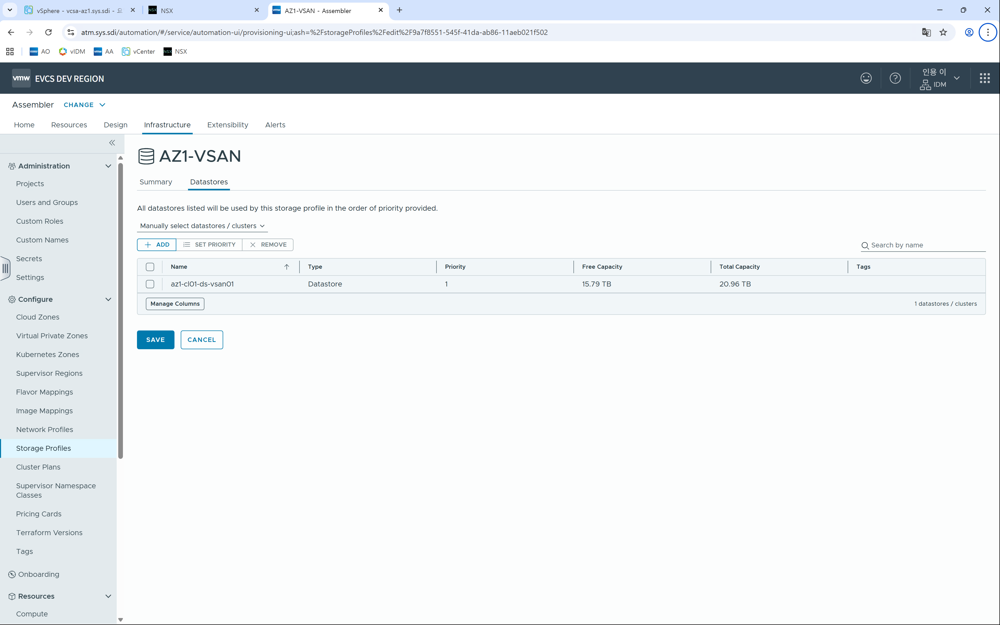 vSphere - vcsa-az1.sys.sdi - 요
NSX
AZ1-VSAN - Assembler
atm.sys.sdi/automation/#/service/automation-ui/provisioning-ui;ash=%2FstorageProfiles%2Fedit%2F9a7f8551-545f-41da-ab86-11aeb021f502
AO
vIDM
AA
vCenter
NSX
vmw EVCS DEV REGION
인용 이
IDM
Assembler CHANGE
Home Resources Design Infrastructure Extensibility Alerts
Administration
Projects
Users and Groups
Custom Roles
Custom Names
Secrets
Settings
Configure
Cloud Zones
Virtual Private Zones
Kubernetes Zones
Supervisor Regions
Flavor Mappings
Image Mappings
Network Profiles
Storage Profiles
Cluster Plans
Supervisor Namespace
Classes
Pricing Cards
Terraform Versions
Tags
Onboarding
Resources
Compute
AZ1-VSAN
Summary Datastores
All datastores listed will be used by this storage profile in the order of priority provided.
Manually select datastores / clusters
ADD SET PRIORITY REMOVE
Search by name
Name Type Priority Free Capacity Total Capacity Tags
az1-cl01-ds-vsan01 Datastore 1 15.79 TB 20.96 TB
Manage Columns
1 datastores / clusters
SAVE CANCEL